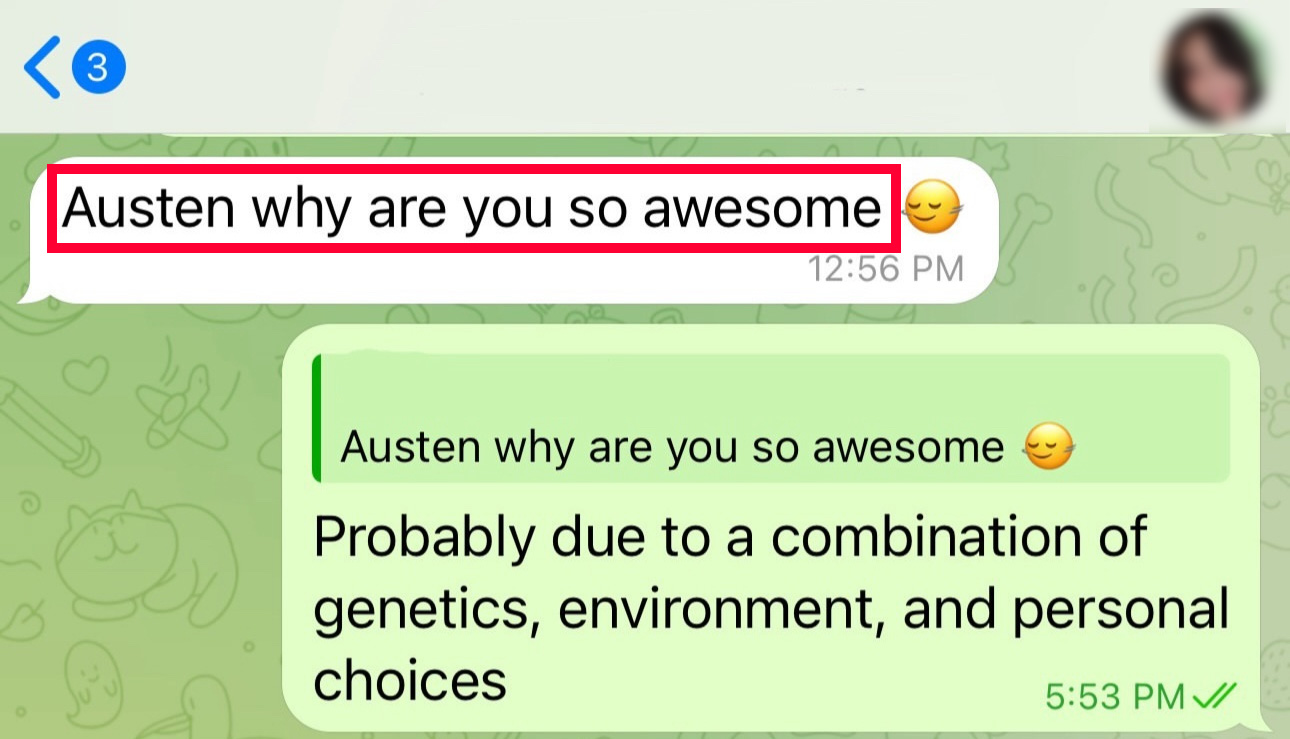 3
Austen why are you so awesome 😌
12:56 PM
Austen why are you so awesome 😌
Probably due to a combination of
genetics, environment, and personal
choices
5:53 PM